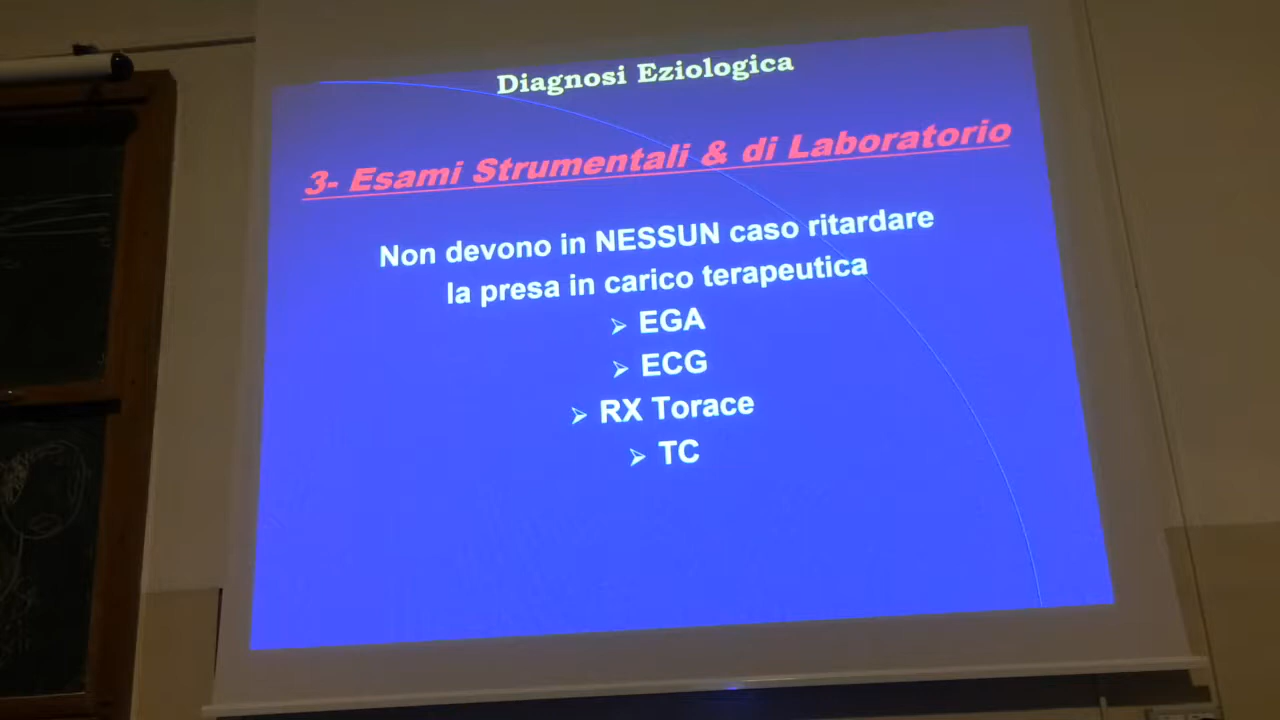 Diagnosi Eziologica
3- Esami Strumentali & di Laboratorio
Non devono in NESSUN caso ritardare
la presa in carico terapeutica
➢ EGA
➢ ECG
➢ RX Torace
➢ TC